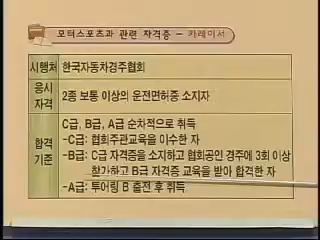 모터스포츠과 관련 자격증 - 카레이서
시행처 한국자동차경주협회
응시 자격 2종 보통 이상의 운전면허증 소지자
합격 기준 C급, B급, A급 순차적으로 취득
-C급: 협회주관교육을 이수한 자
-B급: C급 자격증을 소지하고 협회공인 경주에 3회 이상
참가하고 B급 자격증 교육을 받아 합격한 자
-A급: 투어링 B 출전 후 취득